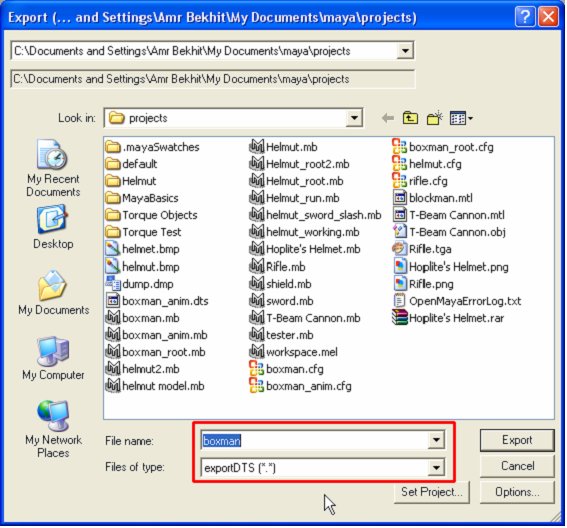 Export (... and Settings\Amr Bekhit\My Documents\maya\projects)
C:\Documents and Settings\Amr Bekhit\My Documents\maya\projects
C:\Documents and Settings\Amr Bekhit\My Documents\maya\projects
Look in: projects
My Recent
Documents
Desktop
My Documents
My Computer
My Network
Places
.mayaSwatches
default
Helmut
MayaBasics
Torque Objects
Torque Test
helmet.bmp
helmut.bmp
dump.dmp
boxman_anim.dts
boxman.mb
boxman_anim.mb
boxman_root.mb
helmut2.mb
helmut model.mb
Helmut.mb
Helmut_root2.mb
Helmut_root.mb
Helmut_run.mb
helmut_sword_slash.mb
helmut_working.mb
Hoplite's Helmet.mb
Rifle.mb
shield.mb
sword.mb
T-Beam Cannon.mb
tester.mb
workspace.mel
boxman.cfg
boxman_anim.cfg
boxman_root.cfg
helmut.cfg
rifle.cfg
blockman.mtl
T-Beam Cannon.mtl
T-Beam Cannon.obj
Rifle.tga
Hoplite's Helmet.png
Rifle.png
OpenMayaErrorLog.txt
Hoplite's Helmet.rar
File name: boxman Export
Files of type: exportDTS (*.*) Cancel
Set Project... Options...